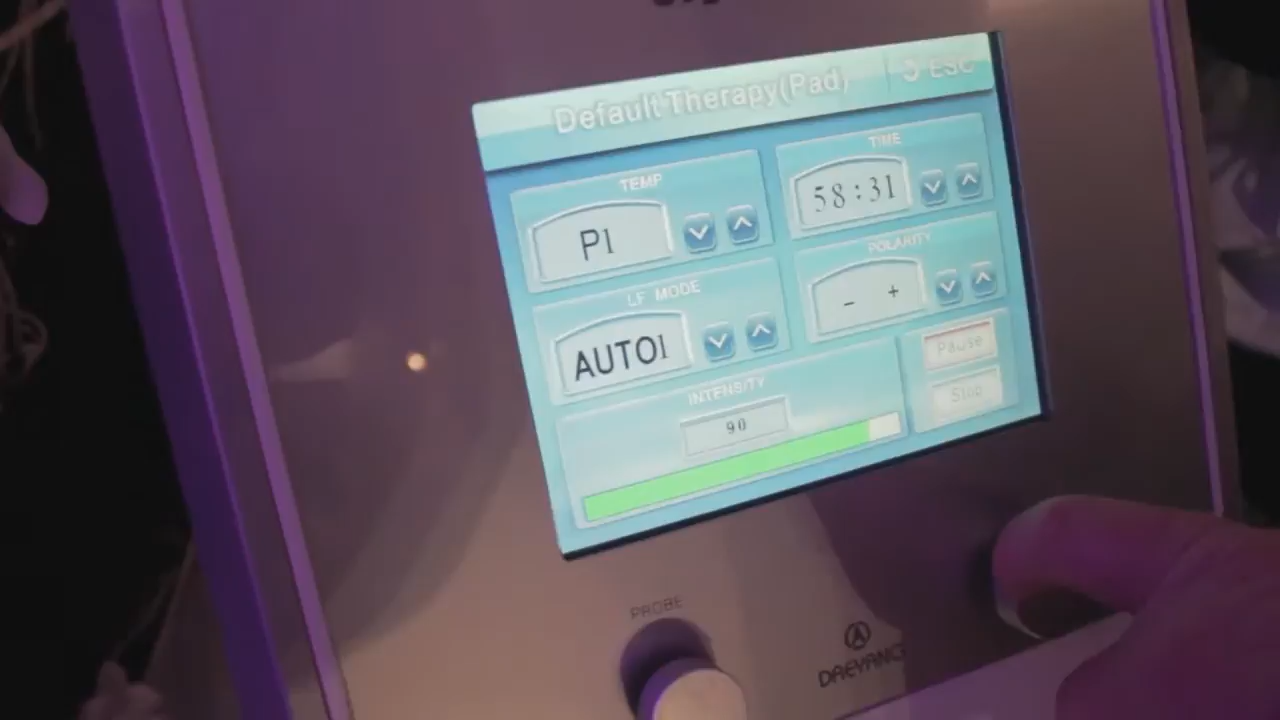 Default Therapy(Pad)
ESC
TEMP
P1
TIME
58:31
LF MODE
AUTO1
POLARITY
- +
INTENSITY
90
Pause
Stop
PROBE
DAEYANG